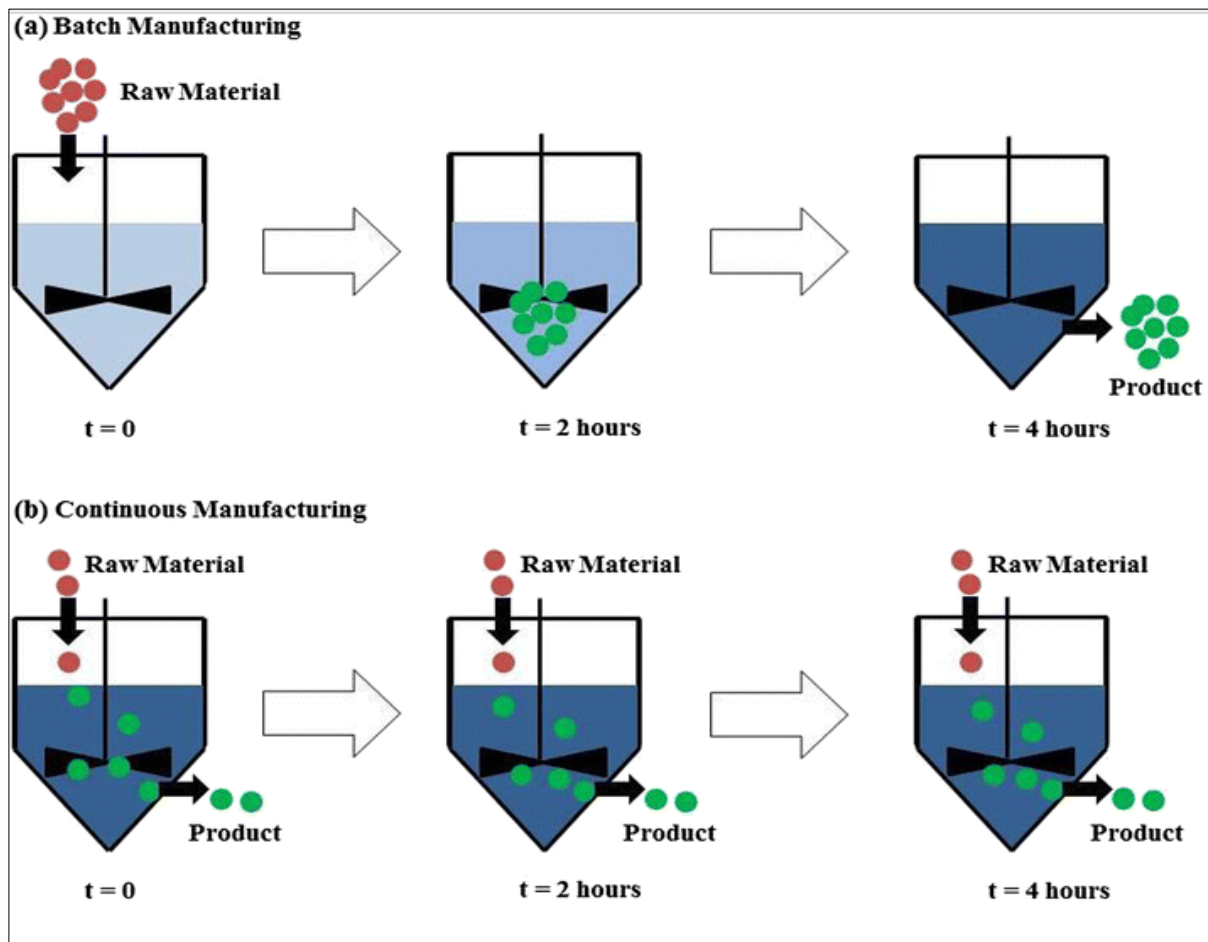 (a) Batch Manufacturing
Raw Material
Product
t = 0
t = 2 hours
t = 4 hours
(b) Continuous Manufacturing
Raw Material
Raw Material
Raw Material
Product
Product
Product
t = 0
t = 2 hours
t = 4 hours